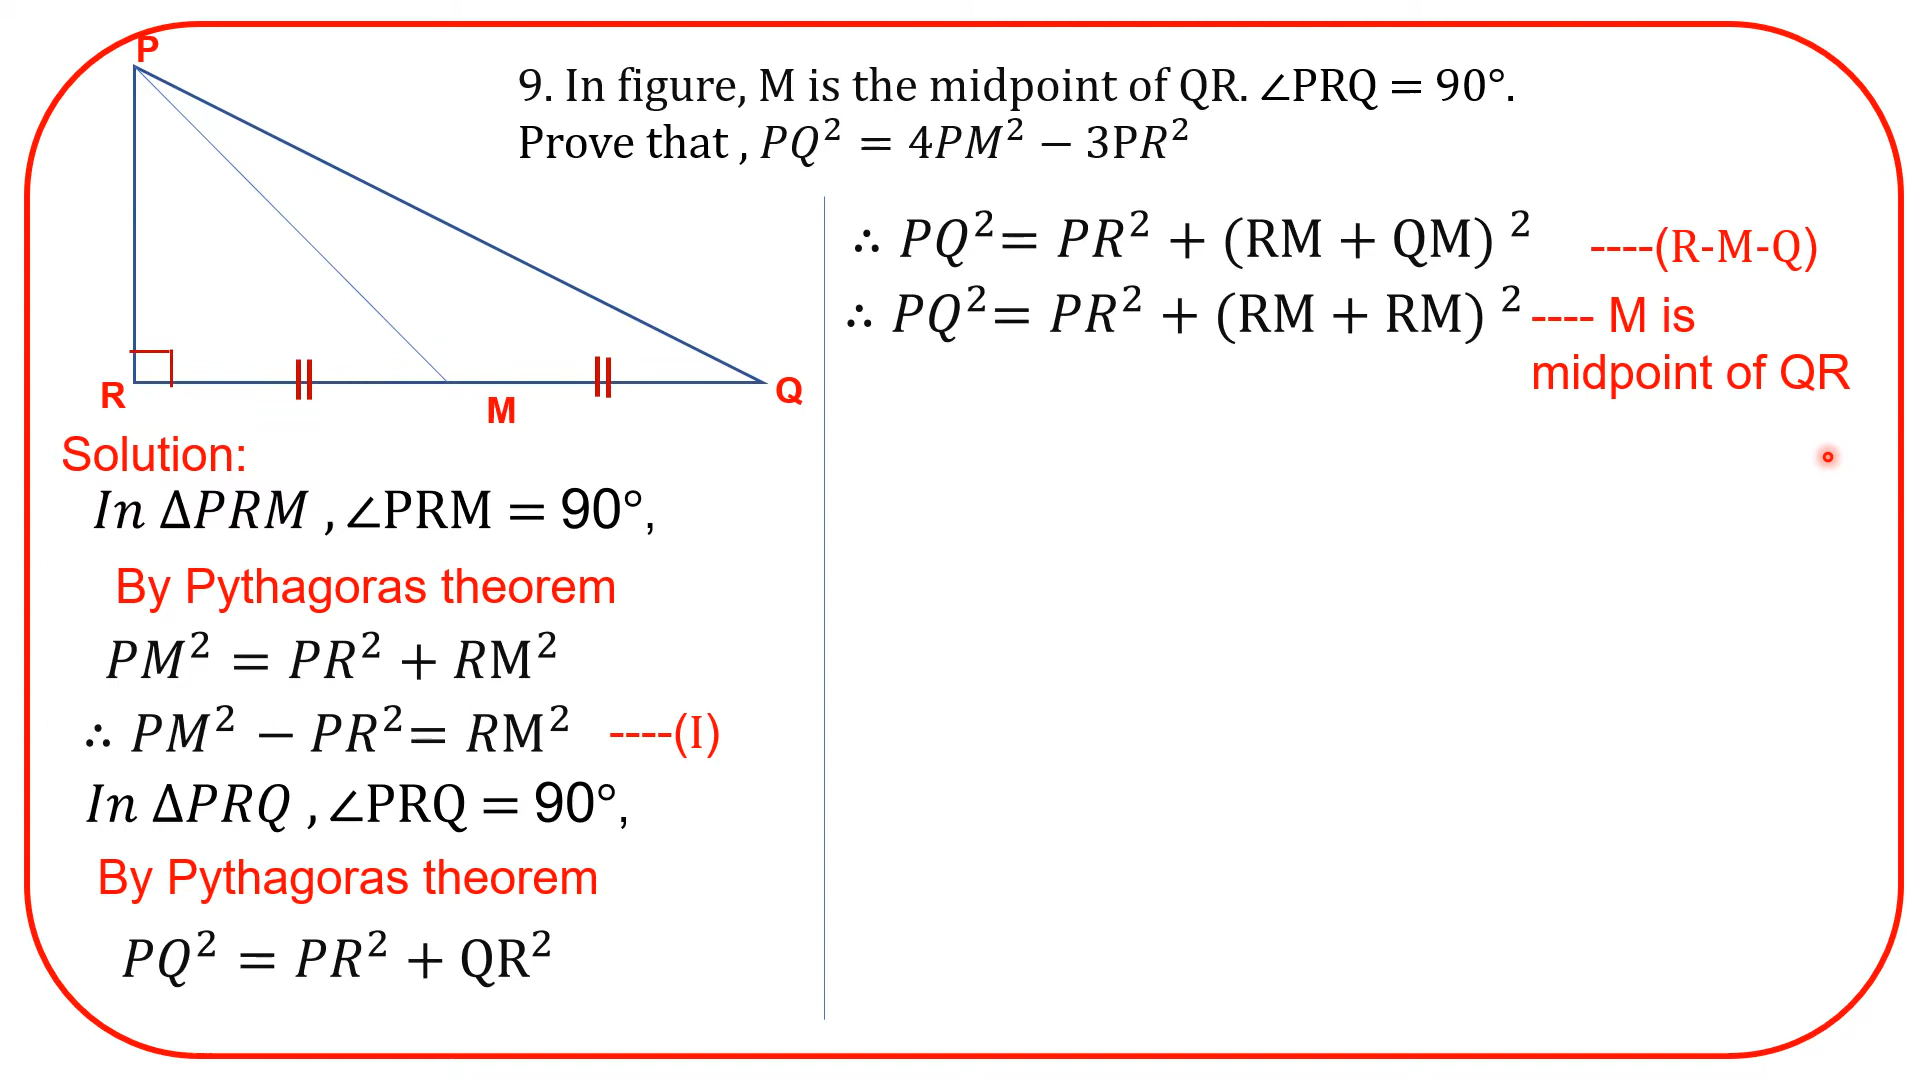 P
9. In figure, M is the midpoint of QR. ∠PRQ = 90°.
Prove that , PQ² = 4PM² − 3PR²
R
M
Q
Solution:
In ΔPRM , ∠PRM = 90°,
By Pythagoras theorem
PM² = PR² + RM²
∴ PM² − PR²= RM² ----(I)
In ΔPRQ , ∠PRQ = 90°,
By Pythagoras theorem
PQ² = PR² + QR²
∴ PQ²= PR² + (RM + QM) ² ----(R-M-Q)
∴ PQ²= PR² + (RM + RM) ² ---- M is
midpoint of QR